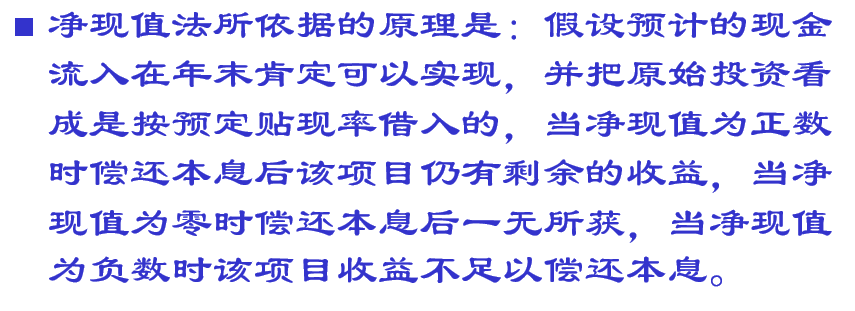 ■ 净现值法所依据的原理是：假设预计的现金
流入在年末肯定可以实现，并把原始投资看
成是按预定贴现率借入的，当净现值为正数
时偿还本息后该项目仍有剩余的收益，当净
现值为零时偿还本息后一无所获，当净现值
为负数时该项目收益不足以偿还本息。